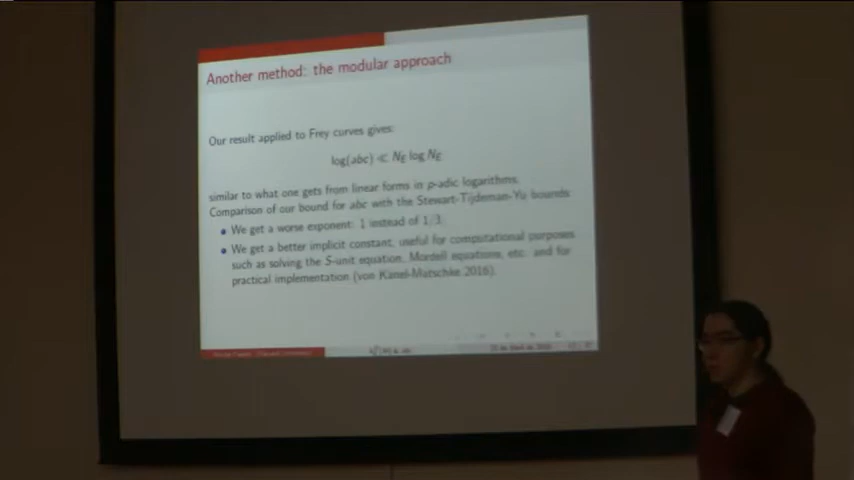 Another method: the modular approach
Our result applied to Frey curves gives:
log(abc) ≪ N_E log N_E
similar to what one gets from linear forms in p-adic logarithms.
Comparison of our bound for abc with the Stewart-Tijdeman-Yu bounds
• We get a worse exponent: 1 instead of 1/3.
• We get a better implicit constant, useful for computational purposes
such as solving the S-unit equation, Mordell equations, etc. and for
practical implementation (von Känel-Matschke 2016).